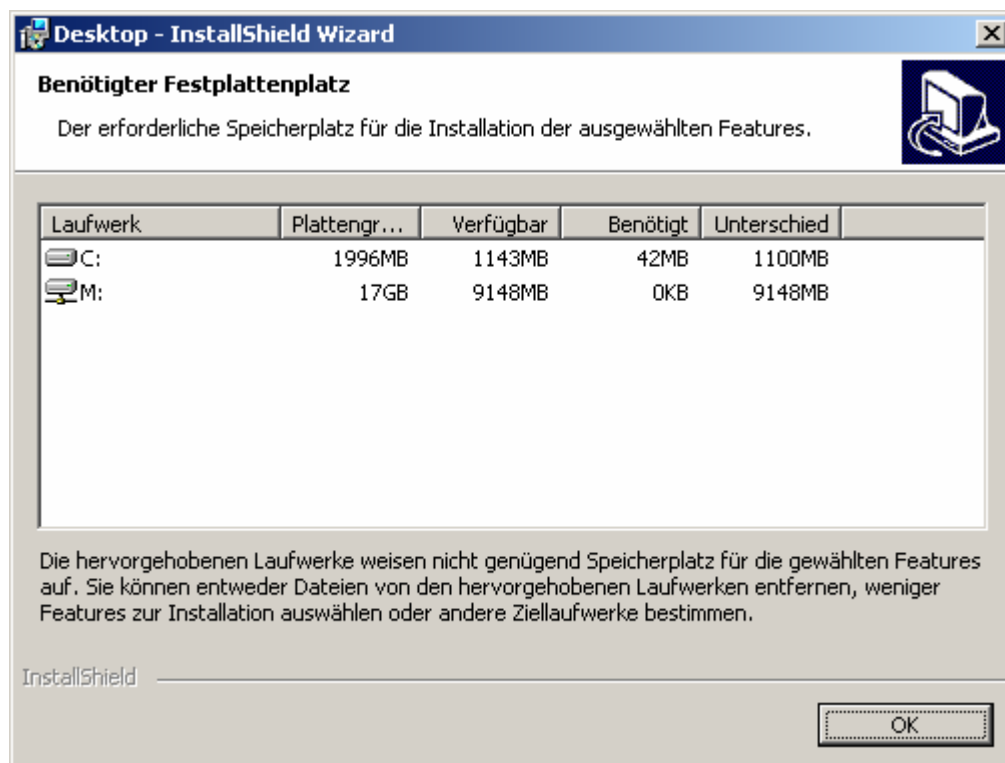 Desktop - InstallShield Wizard
Benötigter Festplattenplatz
Der erforderliche Speicherplatz für die Installation der ausgewählten Features.
Laufwerk Plattengr... Verfügbar Benötigt Unterschied
C: 1996MB 1143MB 42MB 1100MB
M: 17GB 9148MB 0KB 9148MB
Die hervorgehobenen Laufwerke weisen nicht genügend Speicherplatz für die gewählten Features
auf. Sie können entweder Dateien von den hervorgehobenen Laufwerken entfernen, weniger
Features zur Installation auswählen oder andere Ziellaufwerke bestimmen.
InstallShield
OK